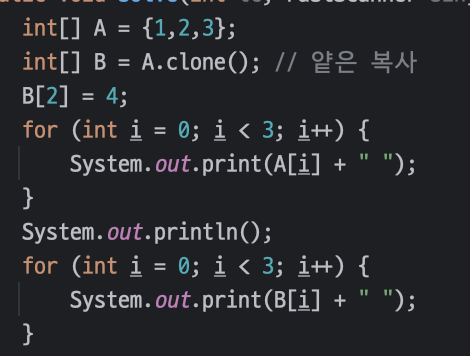 int[] A = {1,2,3};
int[] B = A.clone(); // 얕은 복사
B[2] = 4;
for (int i = 0; i < 3; i++) {
    System.out.print(A[i] + " ");
}
System.out.println();
for (int i = 0; i < 3; i++) {
    System.out.print(B[i] + " ");
}